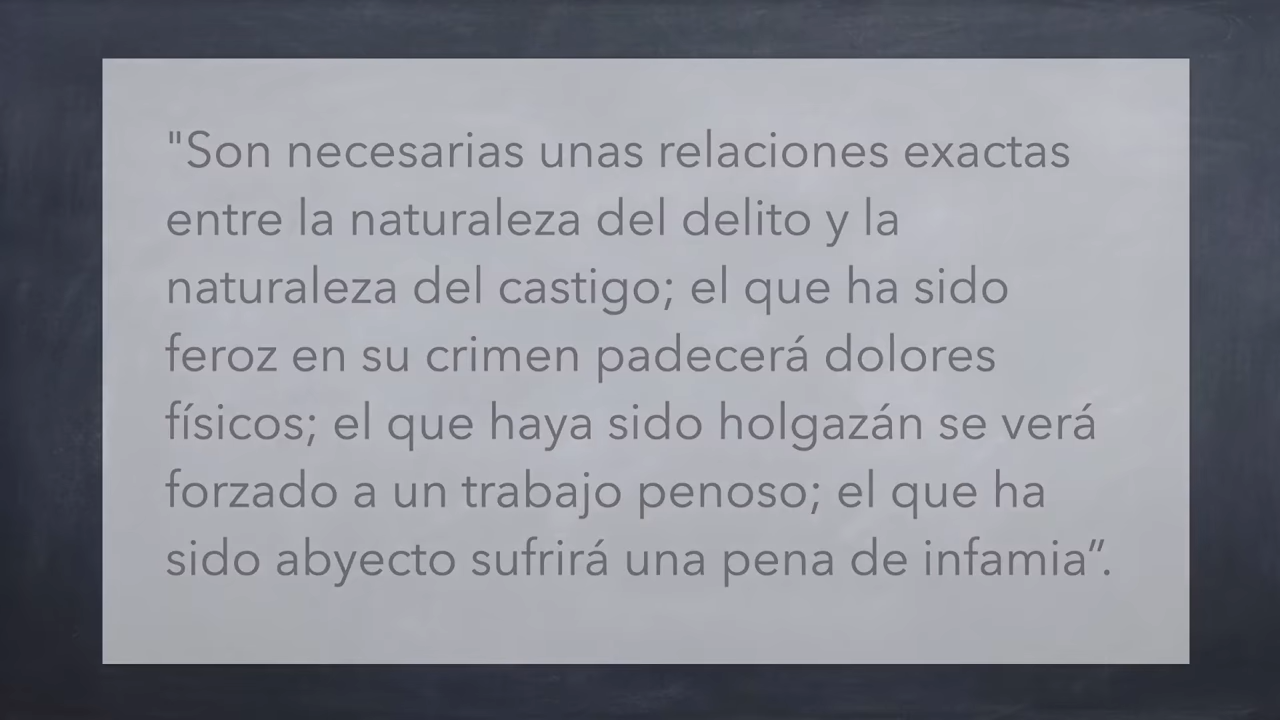 "Son necesarias unas relaciones exactas
entre la naturaleza del delito y la
naturaleza del castigo; el que ha sido
feroz en su crimen padecerá dolores
físicos; el que haya sido holgazán se verá
forzado a un trabajo penoso; el que ha
sido abyecto sufrirá una pena de infamia”.